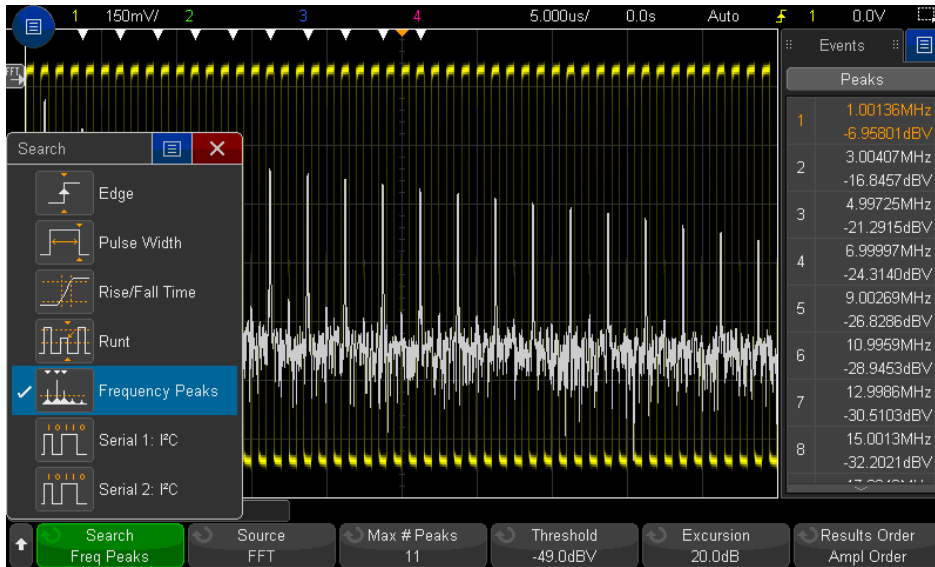 1 150mV/ 2 3 4 5.000us/ 0.0s Auto 1 0.0V
Events
Peaks
1 1.00136MHz
-6.95801dBV
2 3.00407MHz
-16.8457dBV
3 4.99725MHz
-21.2915dBV
4 6.99997MHz
-24.3140dBV
5 9.00269MHz
-26.8286dBV
6 10.9959MHz
-28.9453dBV
7 12.9986MHz
-30.5103dBV
8 15.0013MHz
-32.2021dBV
Search
Edge
Pulse Width
Rise/Fall Time
Runt
Frequency Peaks
10110
Serial 1: I²C
10110
Serial 2: I²C
Search
Freq Peaks
Source
FFT
Max # Peaks
11
Threshold
-49.0dBV
Excursion
20.0dB
Results Order
Ampl Order